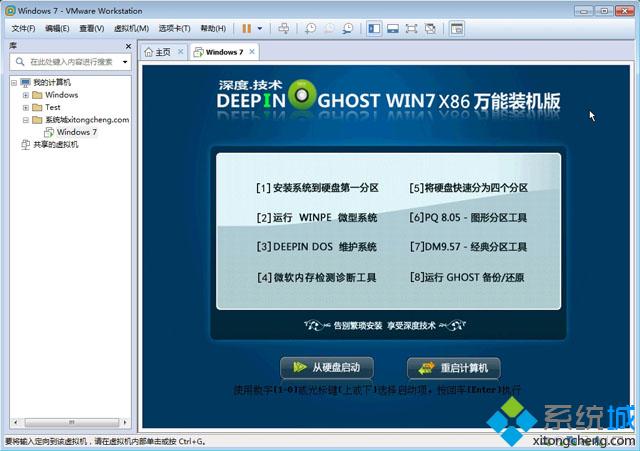 Windows 7 - VMware Workstation
文件(F) 编辑(E) 查看(V) 虚拟机(M) 选项卡(T) 帮助(H)
库
在此处键入内容进行搜索
我的计算机
Windows
Test
系统城xitongcheng.com
Windows 7
共享的虚拟机
主页
Windows 7
深度.技术
DEEPIN GHOST WIN7 X86 万能装机版
[1] 安装系统到硬盘第一分区
[2] 运行 WINPE 微型系统
[3] DEEPIN DOS 维护系统
[4] 微软内存检测诊断工具
[5]将硬盘快速分为四个分区
[6]PQ 8.05 - 图形分区工具
[7]DM9.57 - 经典分区工具
[8]运行 GHOST 备份/还原
告别繁琐安装 享受深度技术
从硬盘启动
重启计算机
使用数字[1-0]或光标键(上或下)选择启动项，按回车(Enter)执行
要将输入定向到该虚拟机，请在虚拟机内部单击或按 Ctrl+G。
系统城
xitongcheng.com